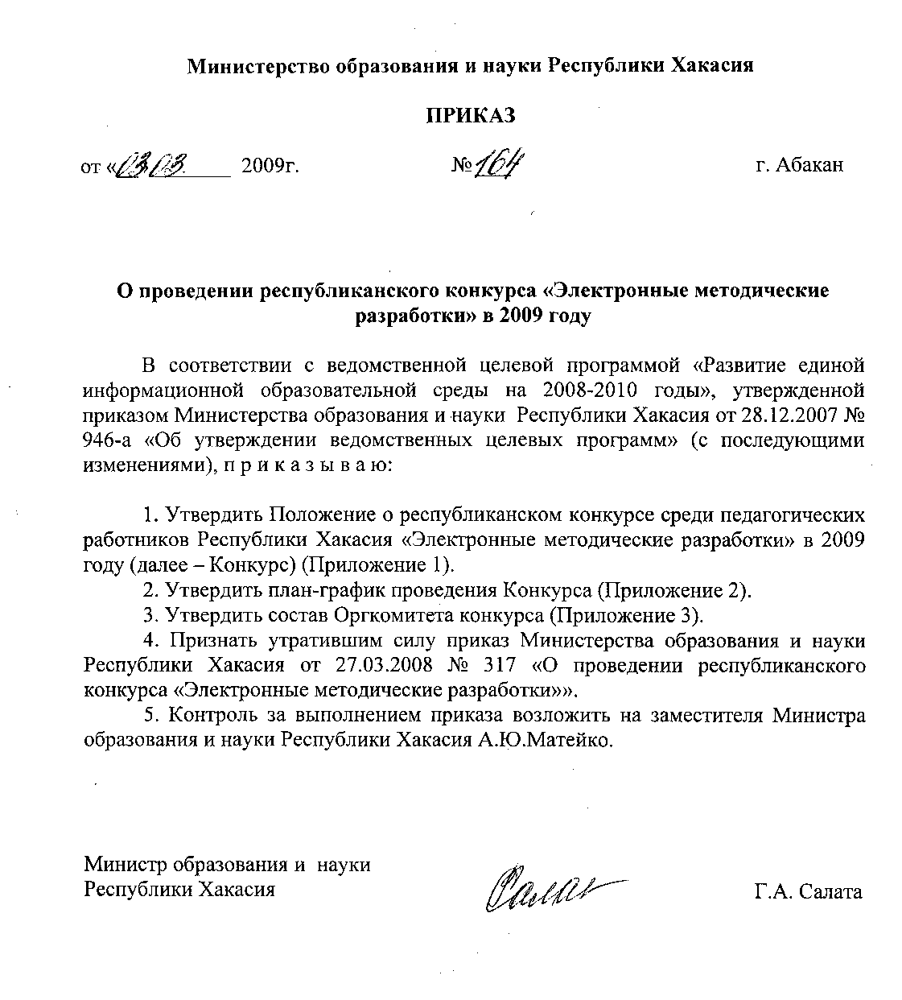 Министерство образования и науки Республики Хакасия
ПРИКАЗ
от «03.03. 2009г. № 164 г. Абакан
О проведении республиканского конкурса «Электронные методические
разработки» в 2009 году
В соответствии с ведомственной целевой программой «Развитие единой
информационной образовательной среды на 2008-2010 годы», утвержденной
приказом Министерства образования и науки Республики Хакасия от 28.12.2007 №
946-а «Об утверждении ведомственных целевых программ» (с последующими
изменениями), п р и к а з ы в а ю:
1. Утвердить Положение о республиканском конкурсе среди педагогических
работников Республики Хакасия «Электронные методические разработки» в 2009
году (далее – Конкурс) (Приложение 1).
2. Утвердить план-график проведения Конкурса (Приложение 2).
3. Утвердить состав Оргкомитета конкурса (Приложение 3).
4. Признать утратившим силу приказ Министерства образования и науки
Республики Хакасия от 27.03.2008 № 317 «О проведении республиканского
конкурса «Электронные методические разработки»».
5. Контроль за выполнением приказа возложить на заместителя Министра
образования и науки Республики Хакасия А.Ю.Матейко.
Министр образования и науки
Республики Хакасия Г.А. Салата